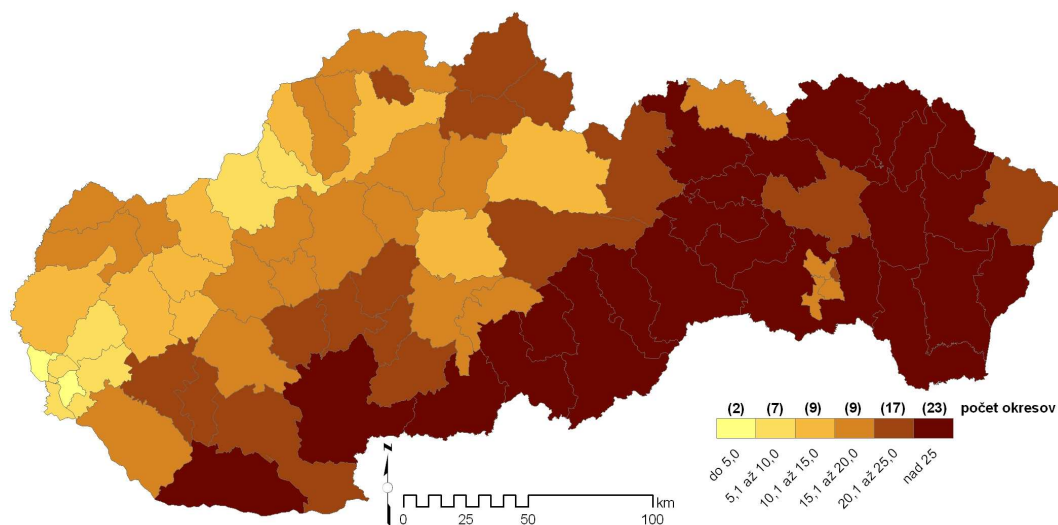 (2) (7) (9) (9) (17) (23) počet okresov
do 5,0
5,1 až 10,0
10,1 až 15,0
15,1 až 20,0
20,1 až 25,0
nad 25
N
km
0 25 50 100